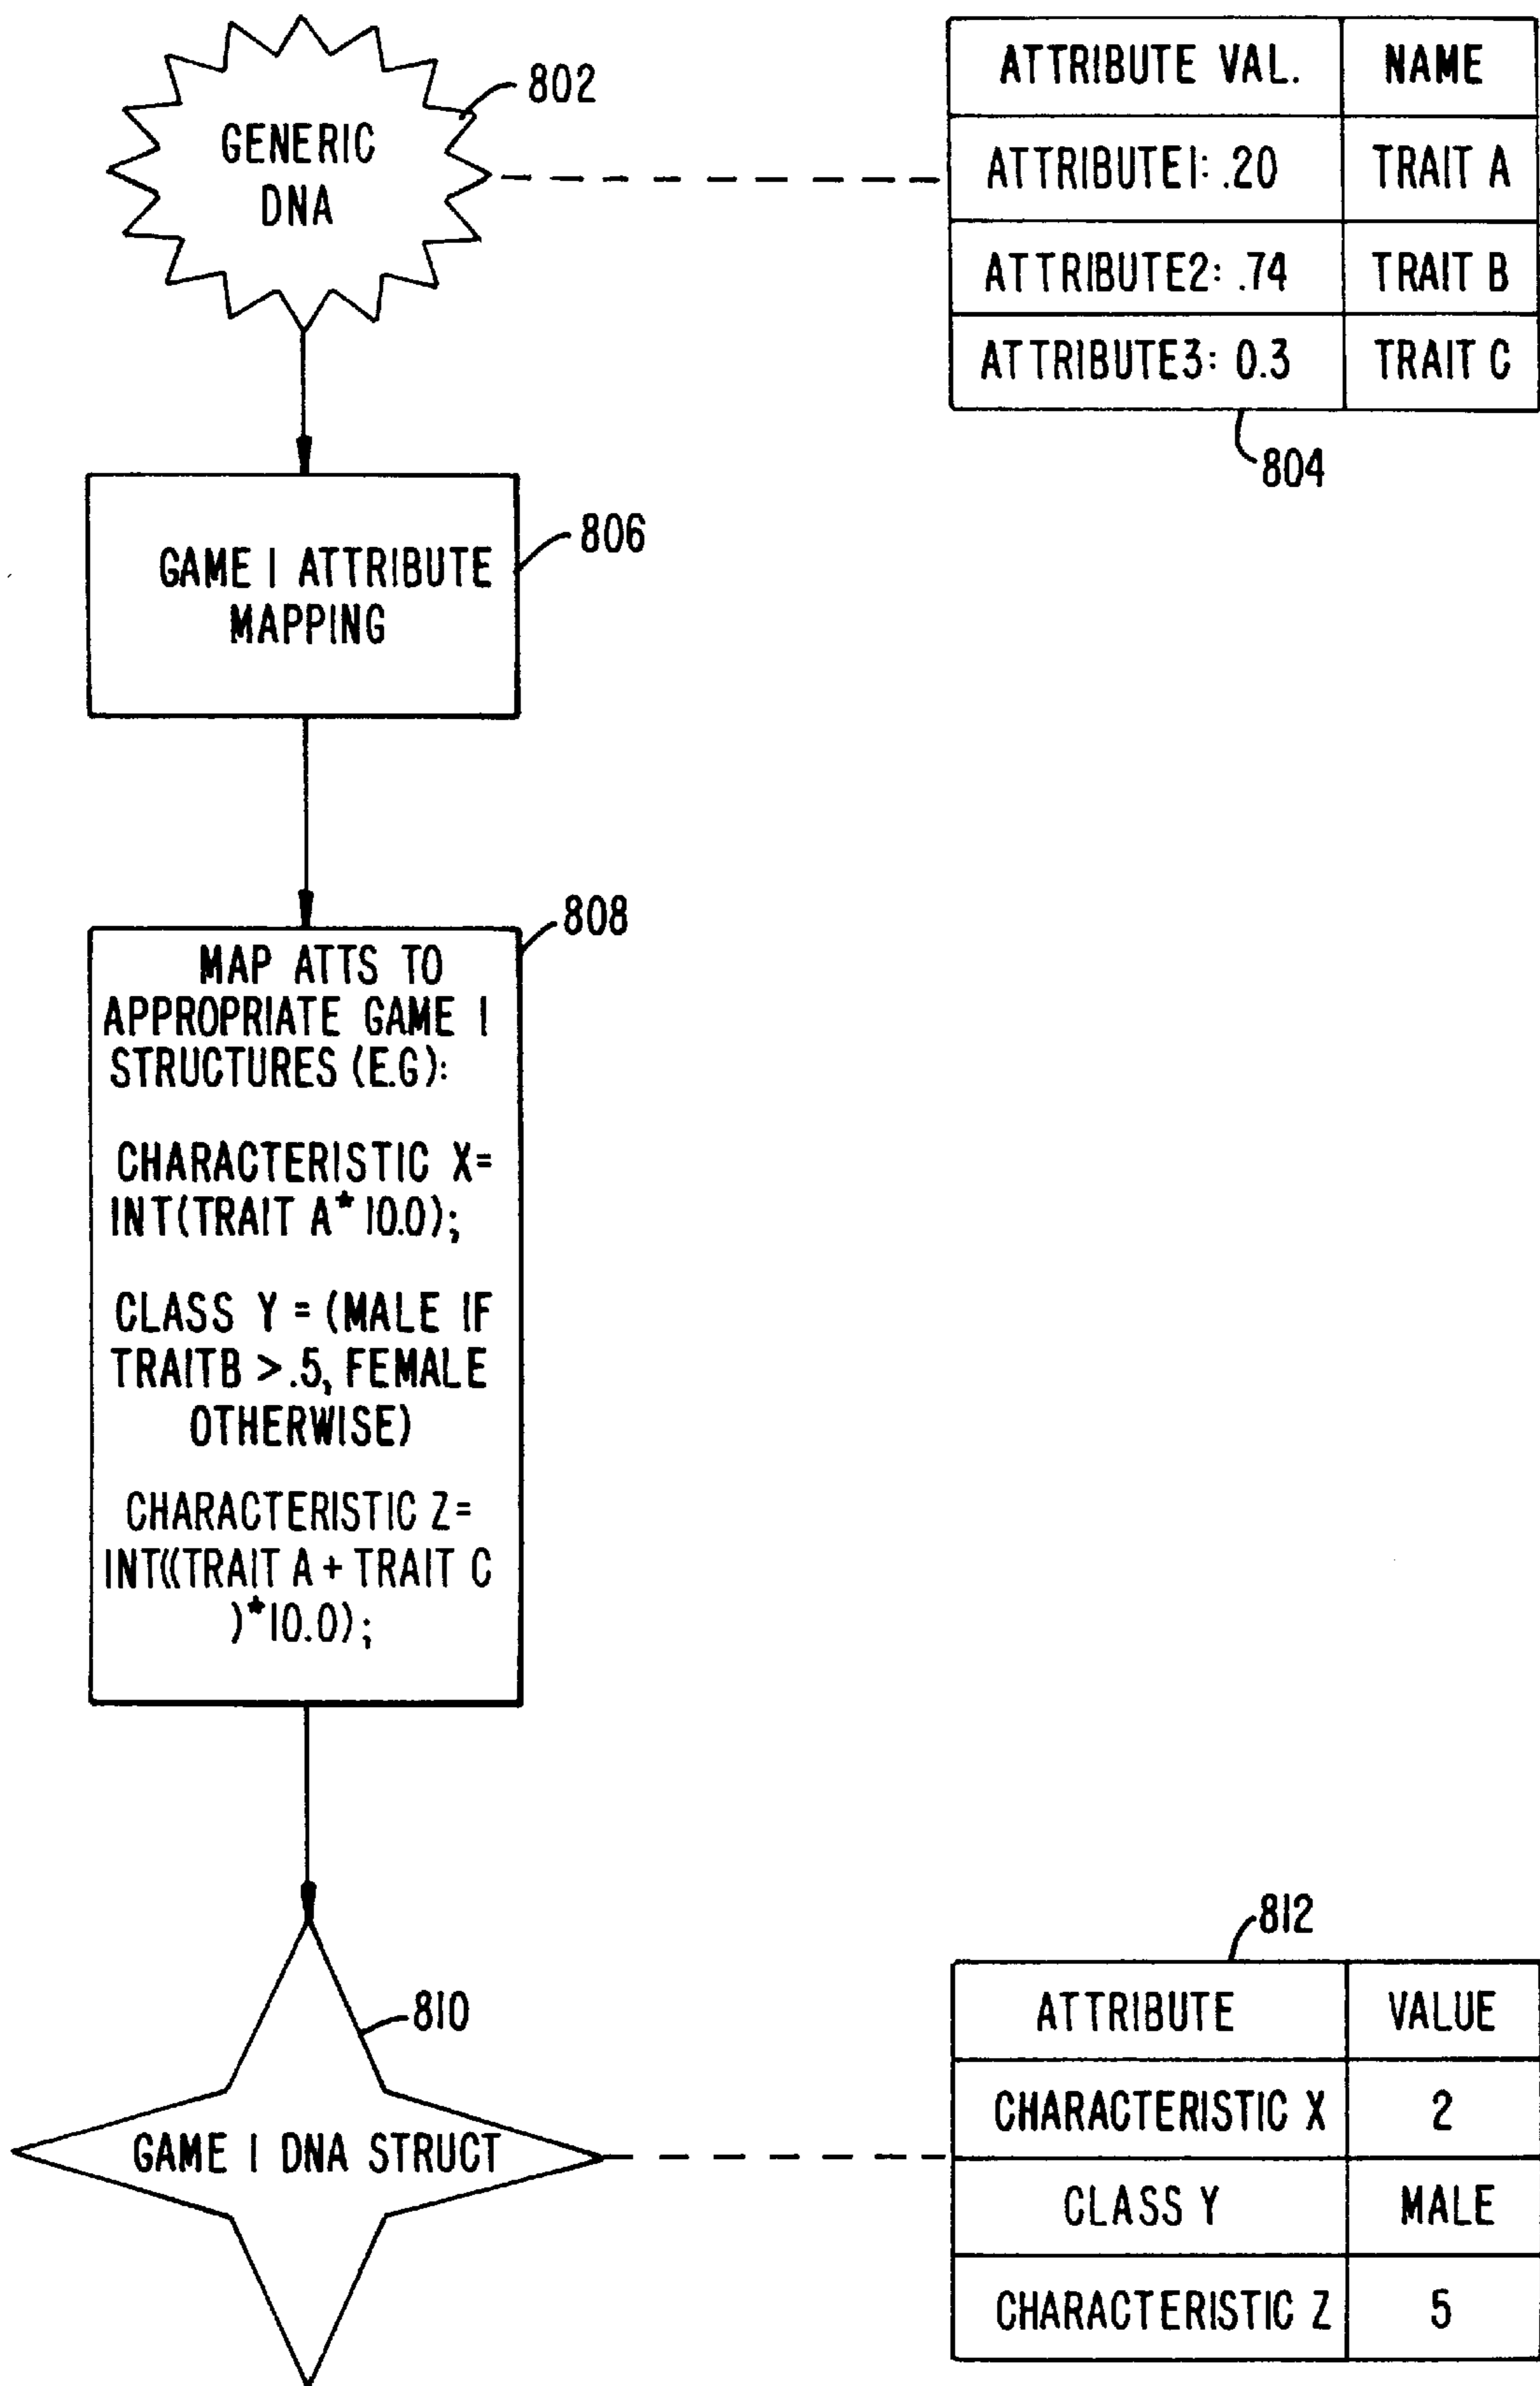 GENERIC
DNA
802
ATTRIBUTE VAL. NAME
ATTRIBUTE1: .20 TRAIT A
ATTRIBUTE2: .74 TRAIT B
ATTRIBUTE3: 0.3 TRAIT C
804
GAME 1 ATTRIBUTE
MAPPING
806
808
MAP ATTS TO
APPROPRIATE GAME 1
STRUCTURES (E.G):
CHARACTERISTIC X=
INT(TRAIT A*10.0);
CLASS Y = (MALE IF
TRAITB >.5, FEMALE
OTHERWISE)
CHARACTERISTIC Z=
INT((TRAIT A + TRAIT C
)*10.0);
810
GAME 1 DNA STRUCT
812
ATTRIBUTE VALUE
CHARACTERISTIC X 2
CLASS Y MALE
CHARACTERISTIC Z 5